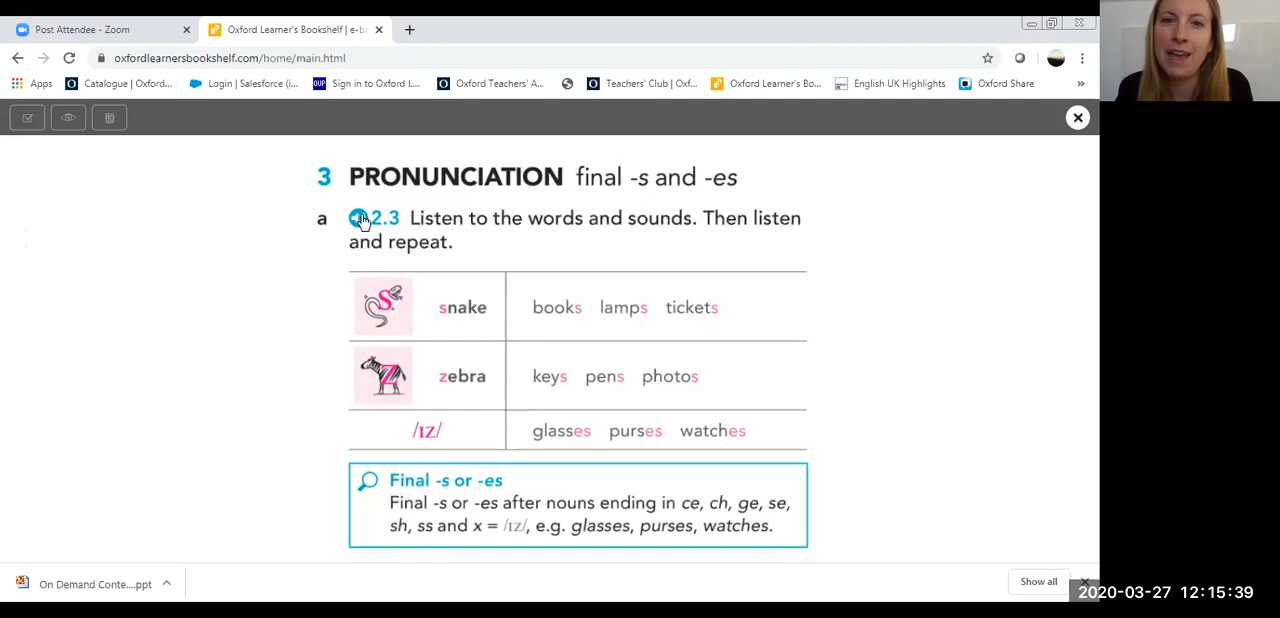 Post Attendee - Zoom
Oxford Learner's Bookshelf | e-bo
oxfordlearnersbookshelf.com/home/main.html
Apps Catalogue | Oxford... Login | Salesforce (i... OUP Sign in to Oxford L... Oxford Teachers' A... Teachers' Club | Oxf... Oxford Learner's Bo... English UK Highlights Oxford Share »
3 PRONUNCIATION final -s and -es
a 2.3 Listen to the words and sounds. Then listen
and repeat.
S snake books lamps tickets
Z zebra keys pens photos
/ɪz/ glasses purses watches
Final -s or -es
Final -s or -es after nouns ending in ce, ch, ge, se,
sh, ss and x = /ɪz/, e.g. glasses, purses, watches.
On Demand Conte....ppt
Show all
2020-03-27 12:15:39